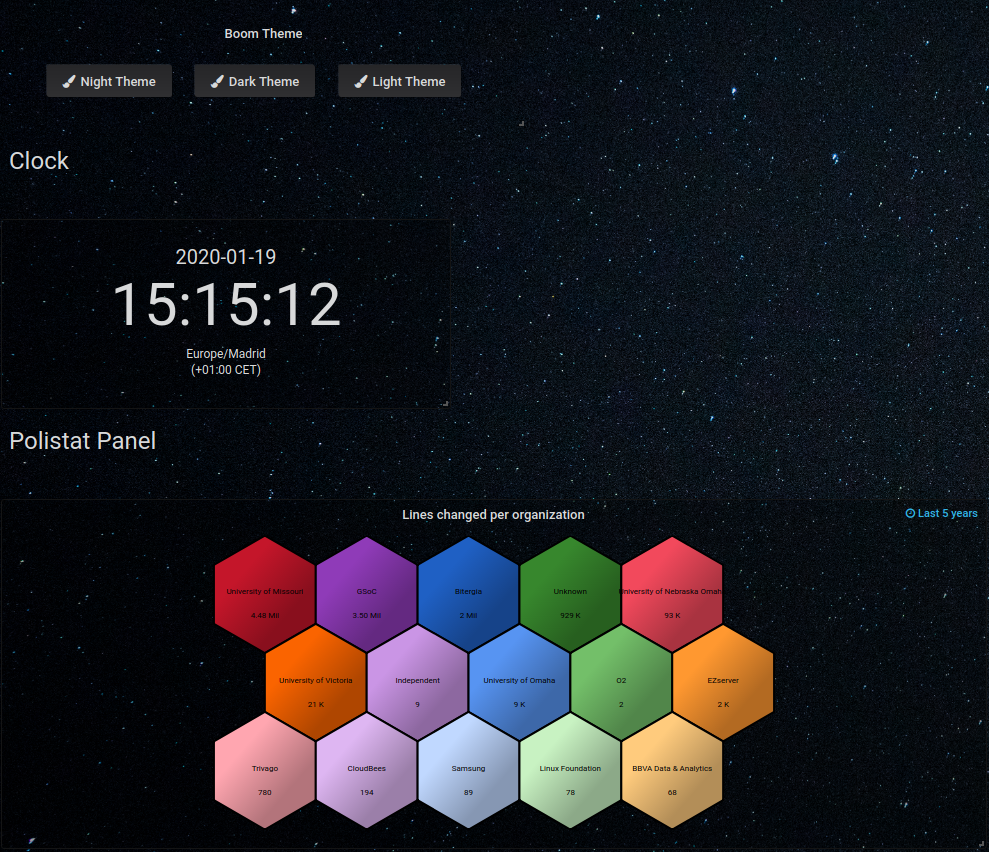 Boom Theme
Night Theme
Dark Theme
Light Theme
Clock
2020-01-19
15:15:12
Europe/Madrid
(+01:00 CET)
Polistat Panel
Lines changed per organization
Last 5 years
University of Missouri
4.48 Mil
GSoC
3.50 Mil
Bitergia
2 Mil
Unknown
929 K
University of Nebraska Omaha
93 K
University of Victoria
21 K
Independent
9
University of Omaha
9 K
O2
2
EZserver
2 K
Trivago
780
CloudBees
194
Samsung
89
Linux Foundation
78
BBVA Data & Analytics
68